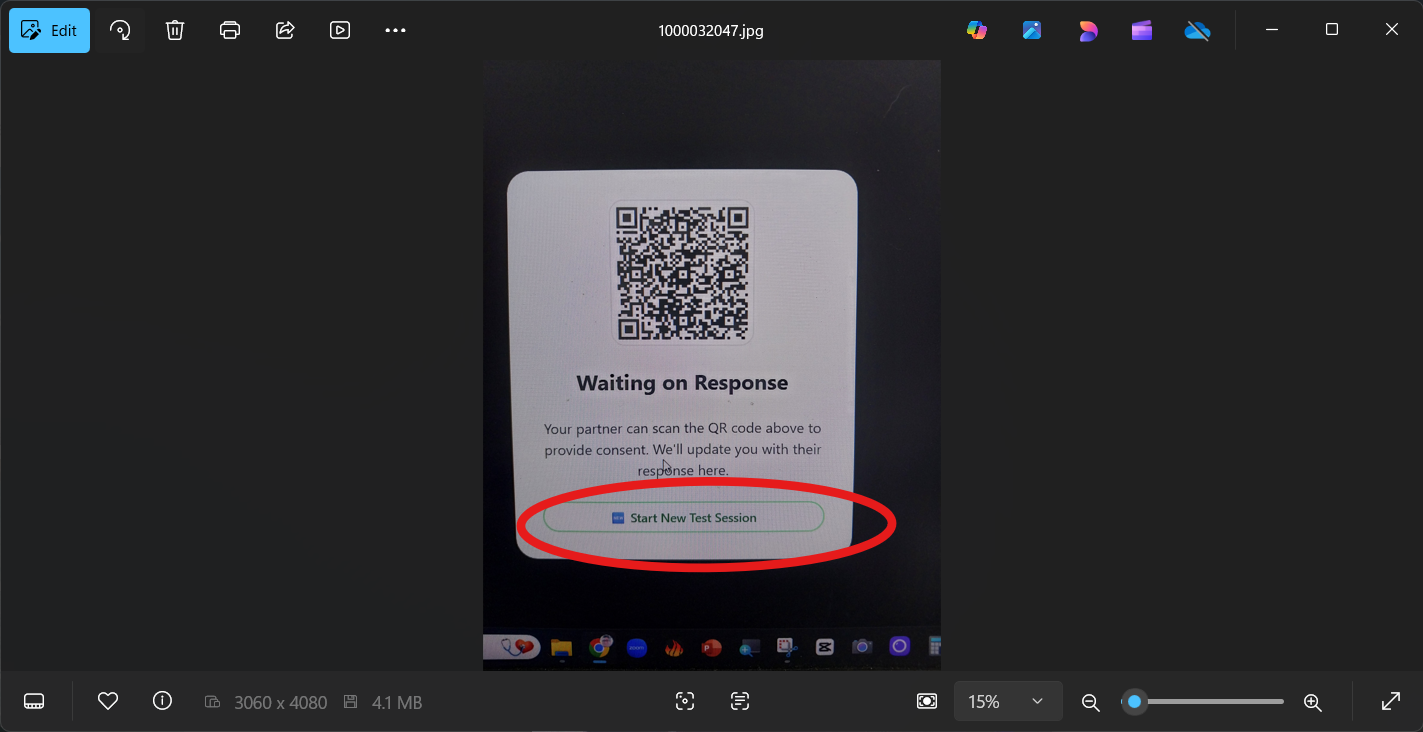 Edit
1000032047.jpg
Waiting on Response
Your partner can scan the QR code above to
provide consent. We'll update you with their
response here.
Start New Test Session
3060 x 4080
4.1 MB
15%